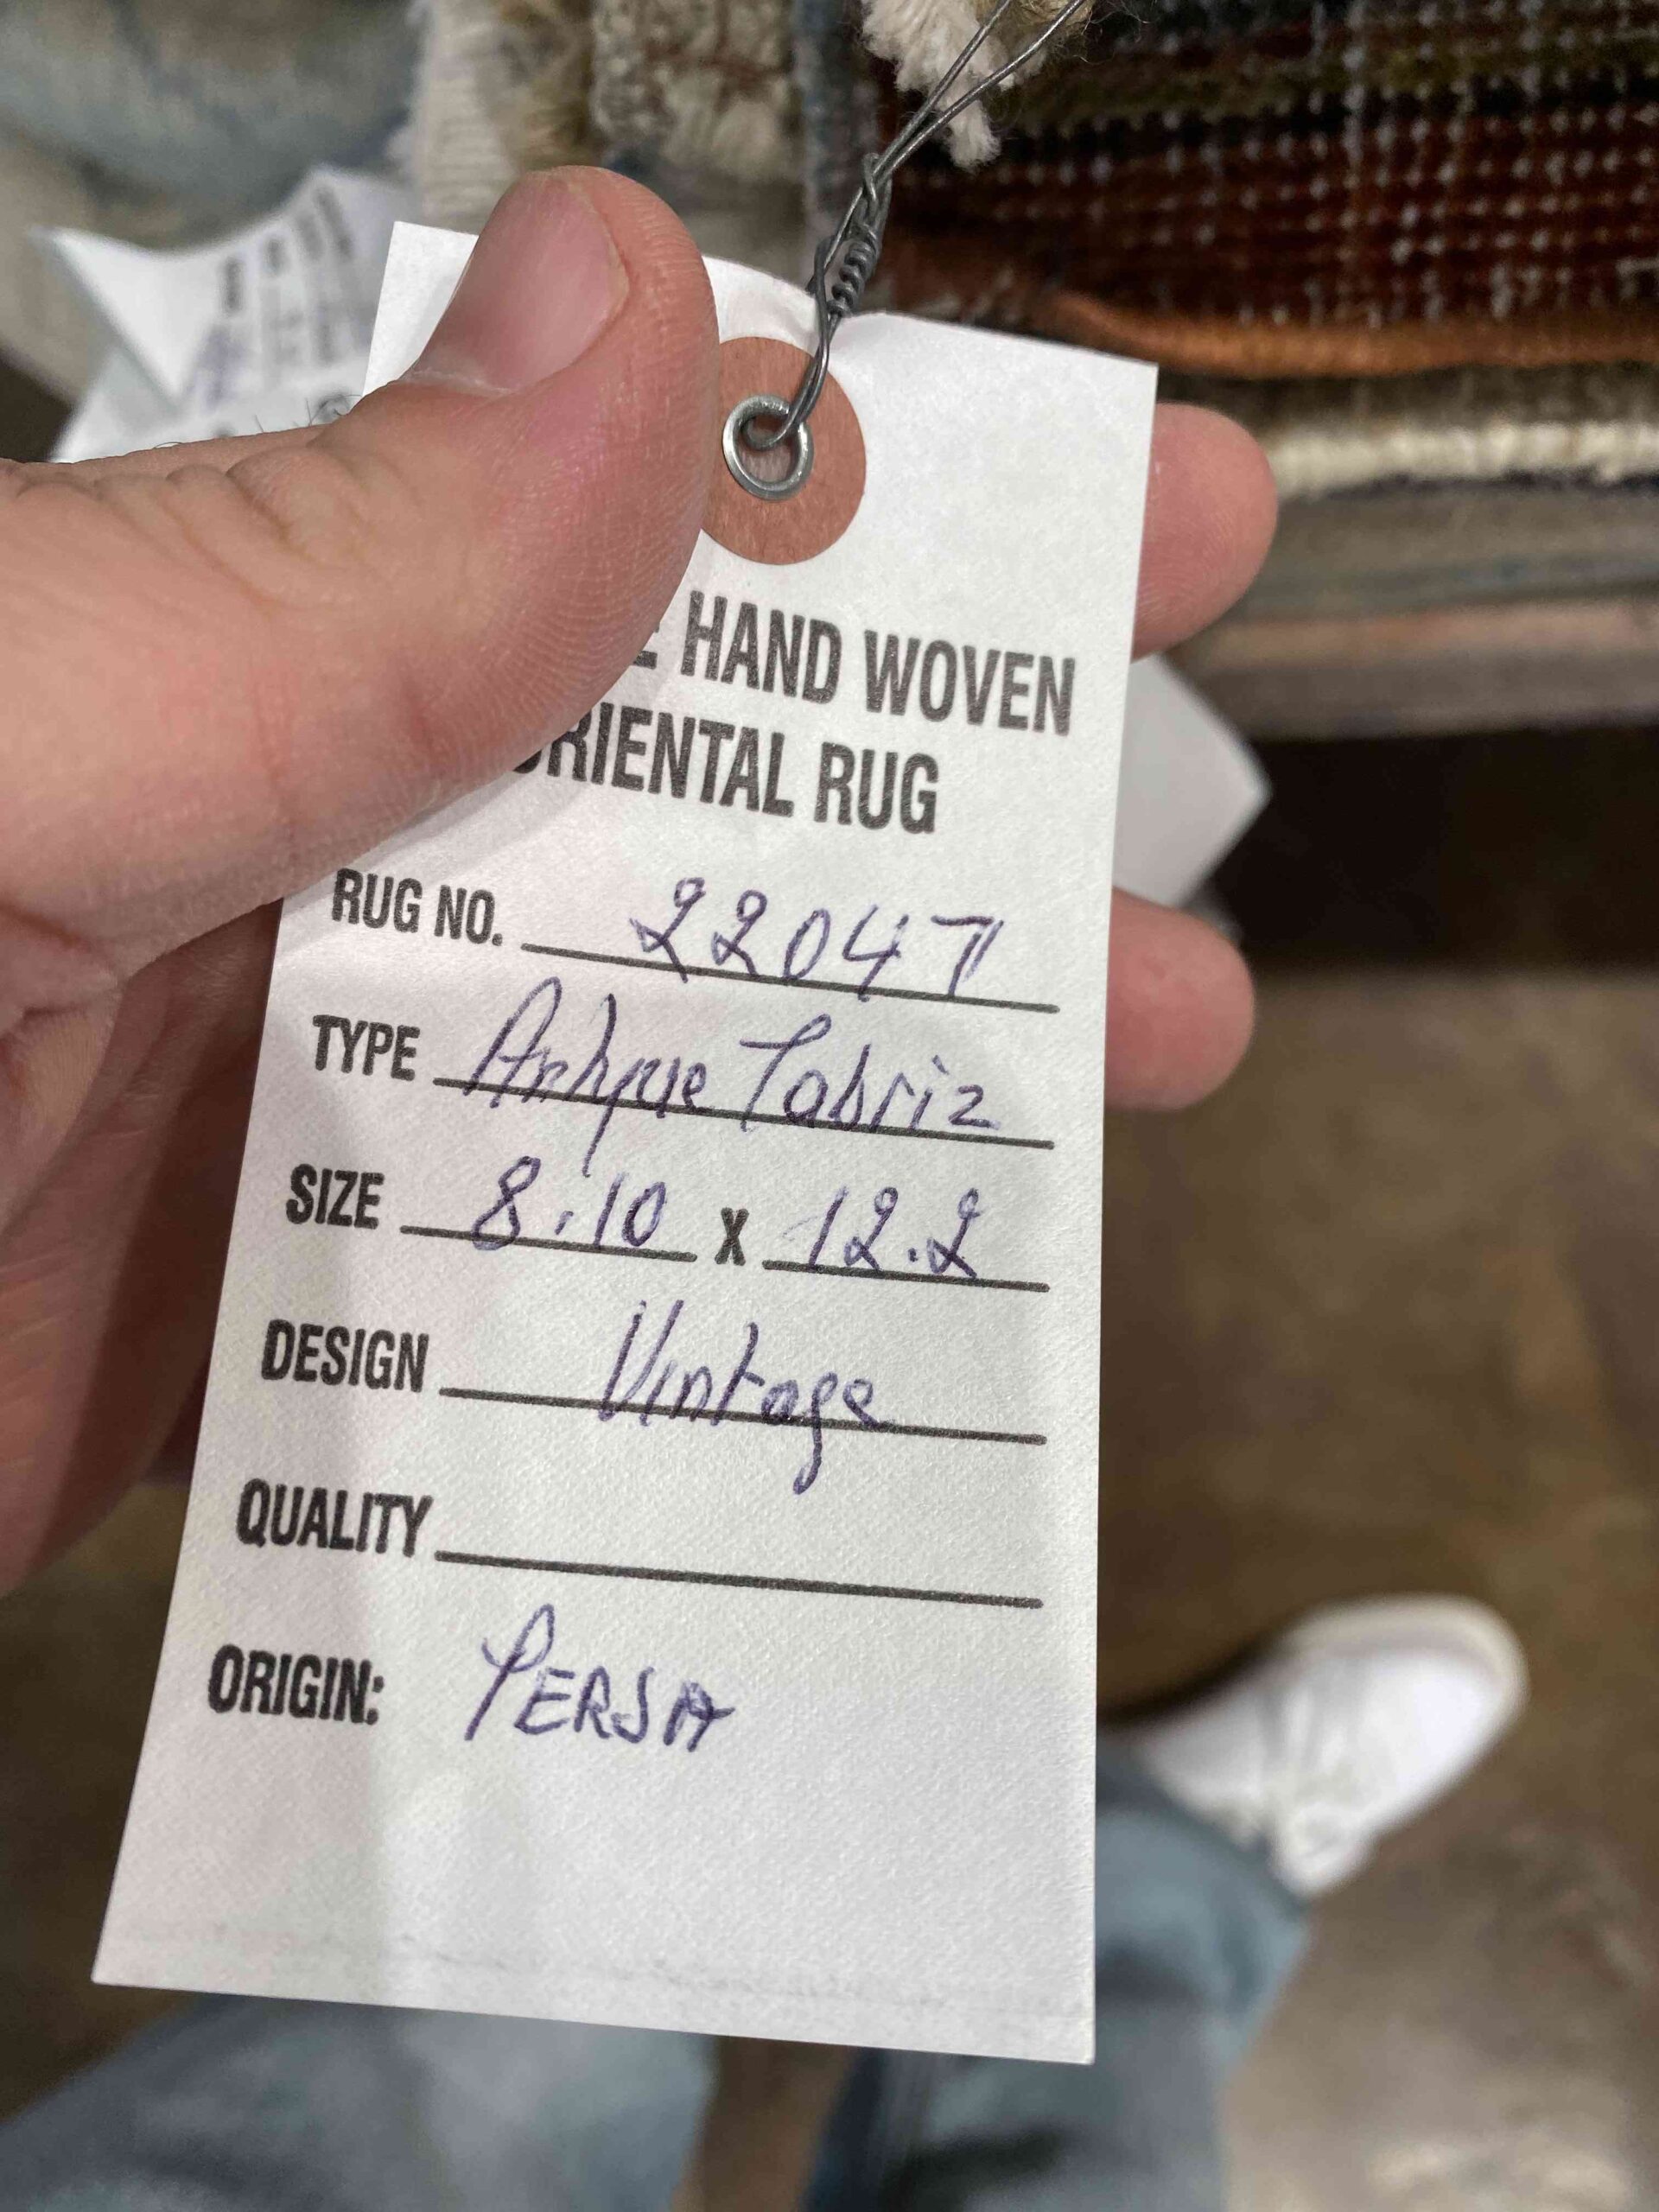 HAND WOVEN
ORIENTAL RUG
RUG NO. 22047
TYPE Antique Tabriz
SIZE 8.10 X 12.2
DESIGN Vintage
QUALITY
ORIGIN: PERSIA